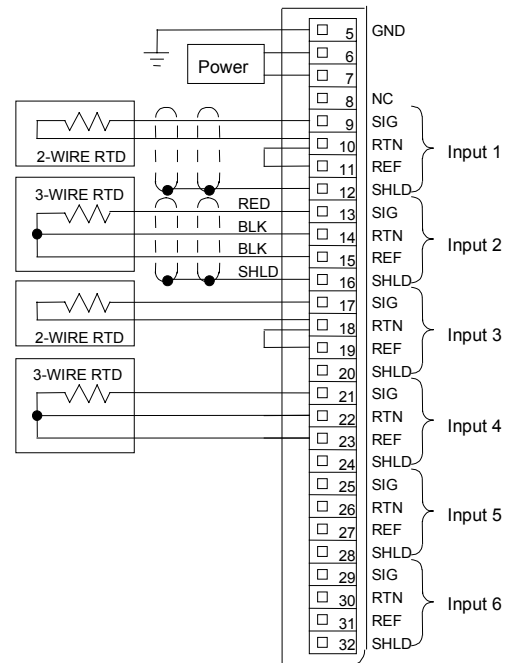 5 GND
6
Power
7
8 NC
9 SIG
10 RTN
Input 1
2-WIRE RTD
11 REF
12 SHLD
3-WIRE RTD
RED
13 SIG
BLK
14 RTN
Input 2
BLK
15 REF
SHLD
16 SHLD
17 SIG
18 RTN
Input 3
2-WIRE RTD
19 REF
20 SHLD
3-WIRE RTD
21 SIG
22 RTN
Input 4
23 REF
24 SHLD
25 SIG
26 RTN
Input 5
27 REF
28 SHLD
29 SIG
30 RTN
Input 6
31 REF
32 SHLD